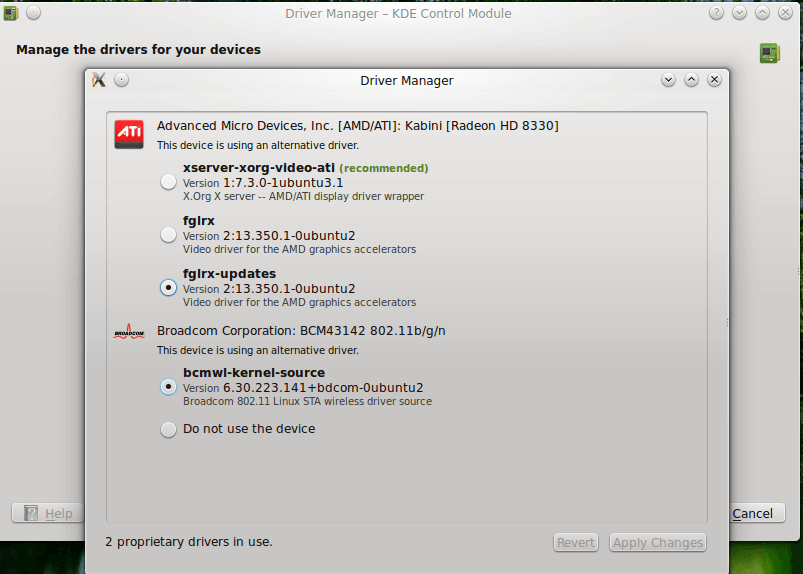 Driver Manager – KDE Control Module
Manage the drivers for your devices
Driver Manager
ATI
Advanced Micro Devices, Inc. [AMD/ATI]: Kabini [Radeon HD 8330]
This device is using an alternative driver.
xserver-xorg-video-ati (recommended)
Version 1:7.3.0-1ubuntu3.1
X.Org X server -- AMD/ATI display driver wrapper
fglrx
Version 2:13.350.1-0ubuntu2
Video driver for the AMD graphics accelerators
fglrx-updates
Version 2:13.350.1-0ubuntu2
Video driver for the AMD graphics accelerators
BROADCOM
Broadcom Corporation: BCM43142 802.11b/g/n
This device is using an alternative driver.
bcmwl-kernel-source
Version 6.30.223.141+bdcom-0ubuntu2
Broadcom 802.11 Linux STA wireless driver source
Do not use the device
Help
Cancel
2 proprietary drivers in use.
Revert
Apply Changes